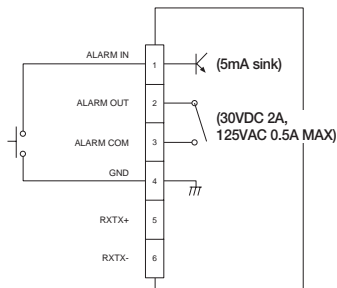 ALARM IN 1 (5mA sink)
ALARM OUT 2 (30VDC 2A,
125VAC 0.5A MAX)
ALARM COM 3
GND 4
RXTX+ 5
RXTX- 6